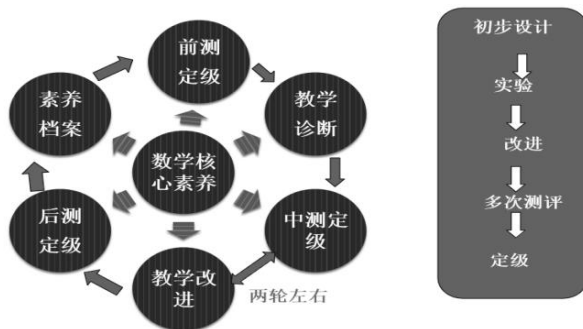 前测
定级
教学
诊断
中测定
级
教学改
进
两轮左右
后测
定级
素养
档案
数学核
心素养
初步设计
实验
改进
多次测评
定级